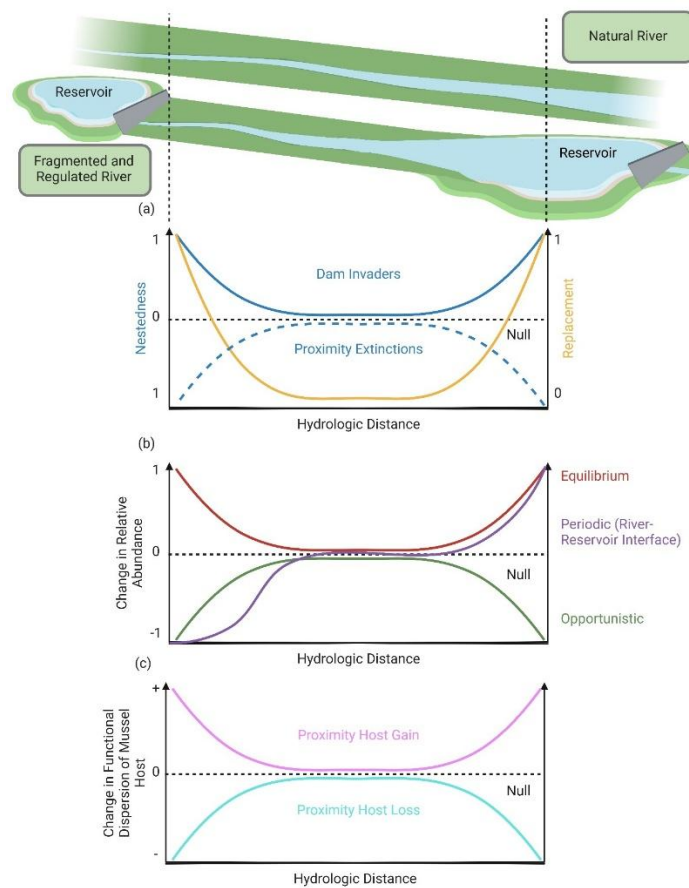 Natural River
Reservoir
Fragmented and
Regulated River
Reservoir
(a)
1
0
1
Nestedness
Dam Invaders
Proximity Extinctions
Null
1
0
Replacement
Hydrologic Distance
(b)
1
0
-1
Change in Relative
Abundance
Null
Equilibrium
Periodic (River-
Reservoir Interface)
Opportunistic
Hydrologic Distance
(c)
+
0
-
Change in Functional
Dispersion of Mussel
Host
Proximity Host Gain
Null
Proximity Host Loss
Hydrologic Distance